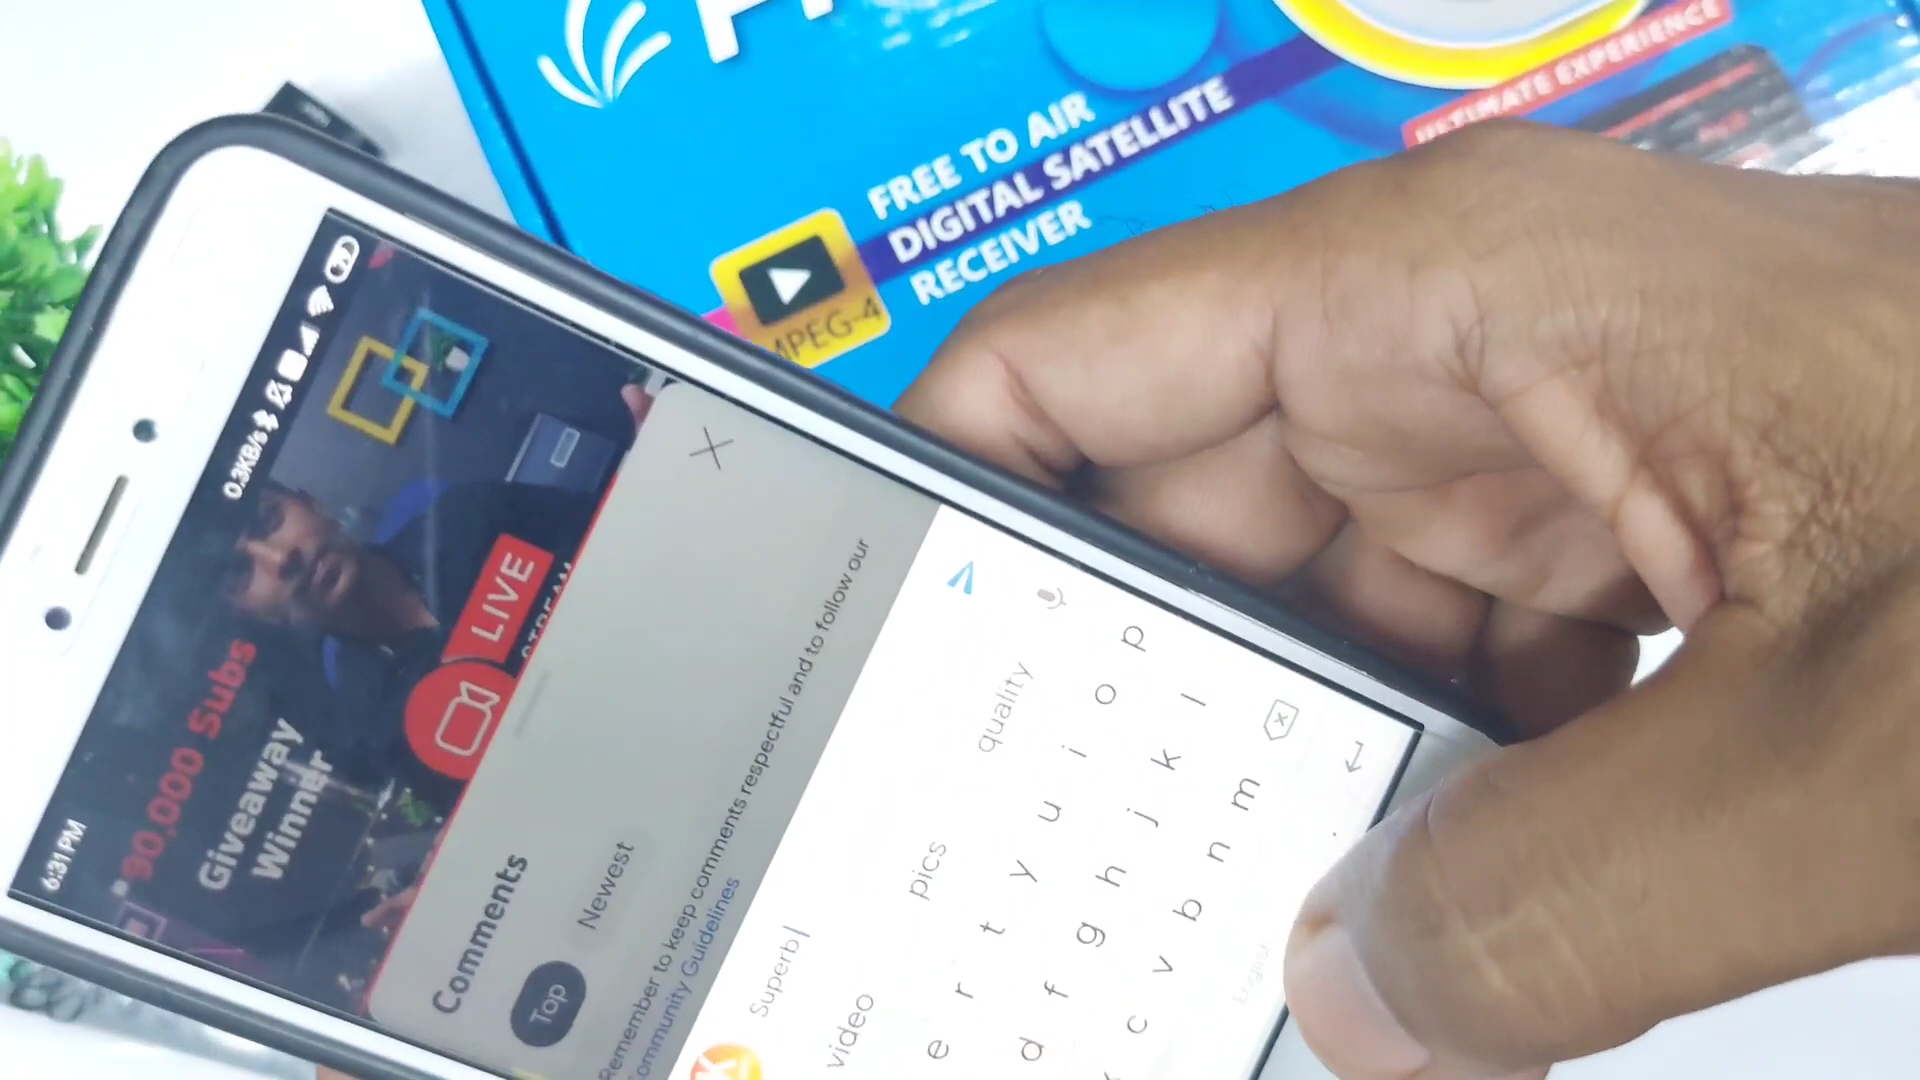 FREE TO AIR
DIGITAL SATELLITE
RECEIVER
ULTIMATE EXPERIENCE
MPEG-4
6:31 PM
0.3KB/s
90,000 Subs
Giveaway
Winner
LIVE
STREAM
Comments
Top
Newest
Remember to keep comments respectful and to follow our
Community Guidelines
Superb
video
pics
quality
e r t y u i o p
d f g h j k l
c v b n m
English